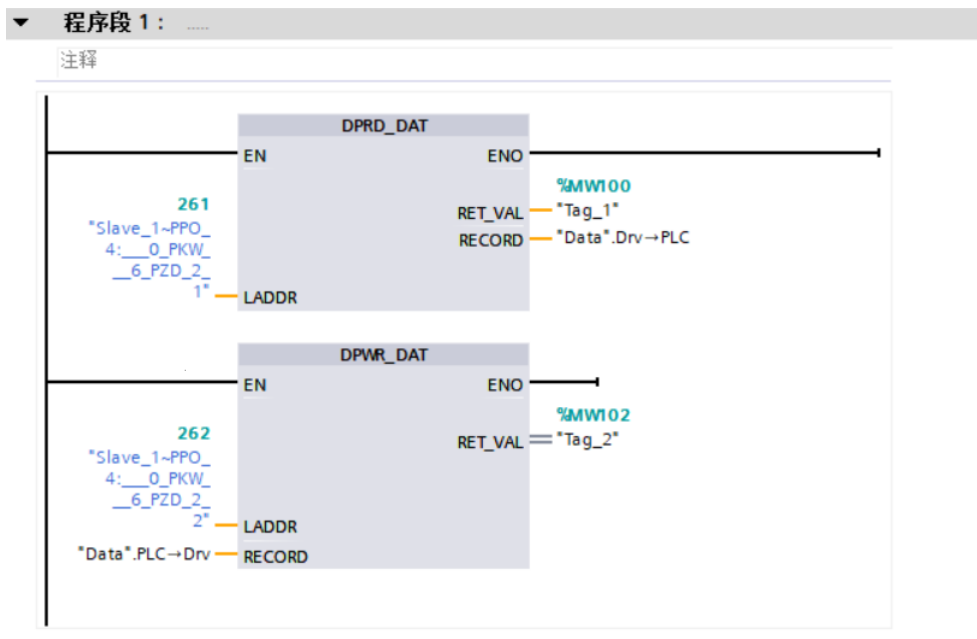 程序段 1： .....
注释
DPRD_DAT
EN
ENO
%MW100
261
RET_VAL
"Tag_1"
"Slave_1~PPO_
4:___0_PKW_
__6_PZD_2_
1"
RECORD
"Data".Drv→PLC
LADDR
DPWR_DAT
EN
ENO
%MW102
262
RET_VAL
"Tag_2"
"Slave_1~PPO_
4:___0_PKW_
__6_PZD_2_
2"
LADDR
"Data".PLC→Drv
RECORD